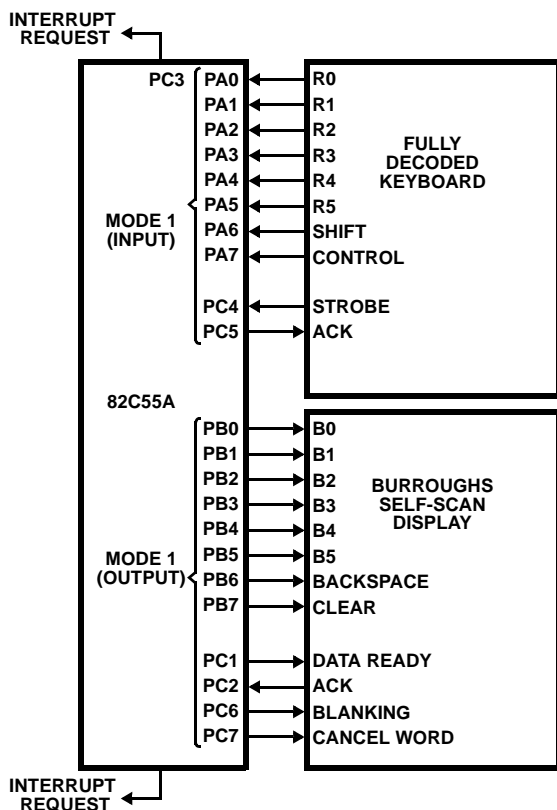 INTERRUPT
REQUEST
PC3 PA0 R0
PA1 R1
PA2 R2
PA3 R3
PA4 R4
PA5 R5
PA6 SHIFT
PA7 CONTROL
MODE 1
(INPUT)
FULLY
DECODED
KEYBOARD
PC4 STROBE
PC5 ACK
82C55A
PB0 B0
PB1 B1
PB2 B2
PB3 B3
PB4 B4
PB5 B5
PB6 BACKSPACE
PB7 CLEAR
MODE 1
(OUTPUT)
BURROUGHS
SELF-SCAN
DISPLAY
PC1 DATA READY
PC2 ACK
PC6 BLANKING
PC7 CANCEL WORD
INTERRUPT
REQUEST